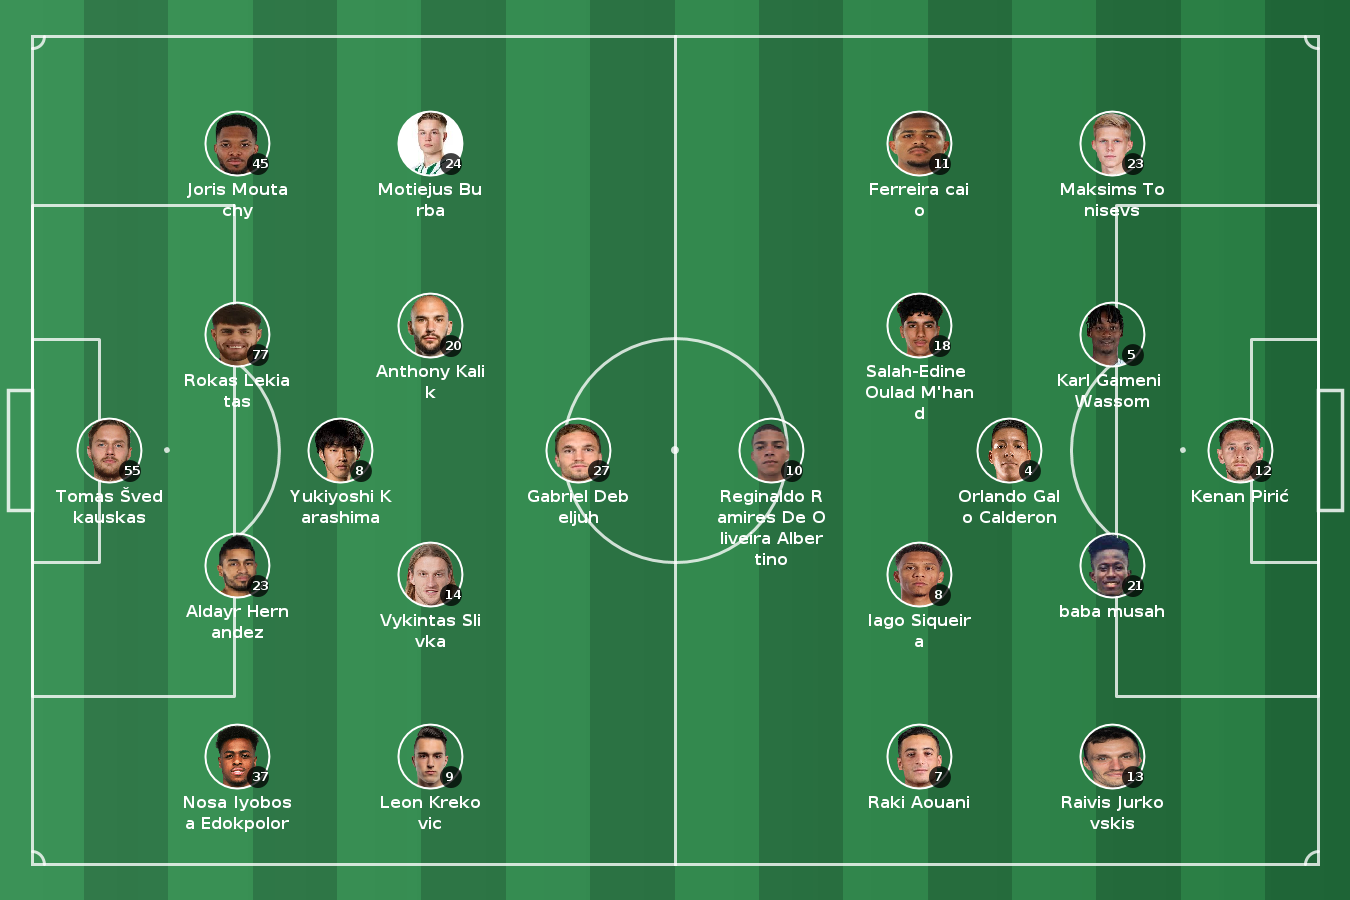 45
Joris Mouta
chy
24
Motiejus Bu
rba
11
Ferreira cai
o
23
Maksims To
nisevs
77
Rokas Lekia
tas
20
Anthony Kali
k
18
Salah-Edine
Oulad M'han
d
5
Karl Gameni
Wassom
55
Tomas Šved
kauskas
8
Yukiyoshi K
arashima
27
Gabriel Deb
eljuh
10
Reginaldo R
amires De O
liveira Alber
tino
4
Orlando Gal
o Calderon
12
Kenan Pirić
23
Aldayr Hern
andez
14
Vykintas Sli
vka
8
Iago Siqueir
a
21
baba musah
37
Nosa Iyobos
a Edokpolor
9
Leon Kreko
vic
7
Raki Aouani
13
Raivis Jurko
vskis